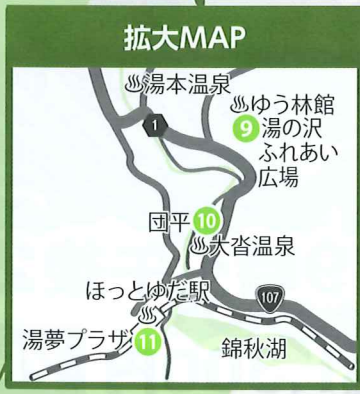 拡大MAP
湯本温泉
1
ゆう林館
9 湯の沢
ふれあい
広場
団平 10
大沓温泉
ほっとゆだ駅
107
湯夢プラザ 11
錦秋湖